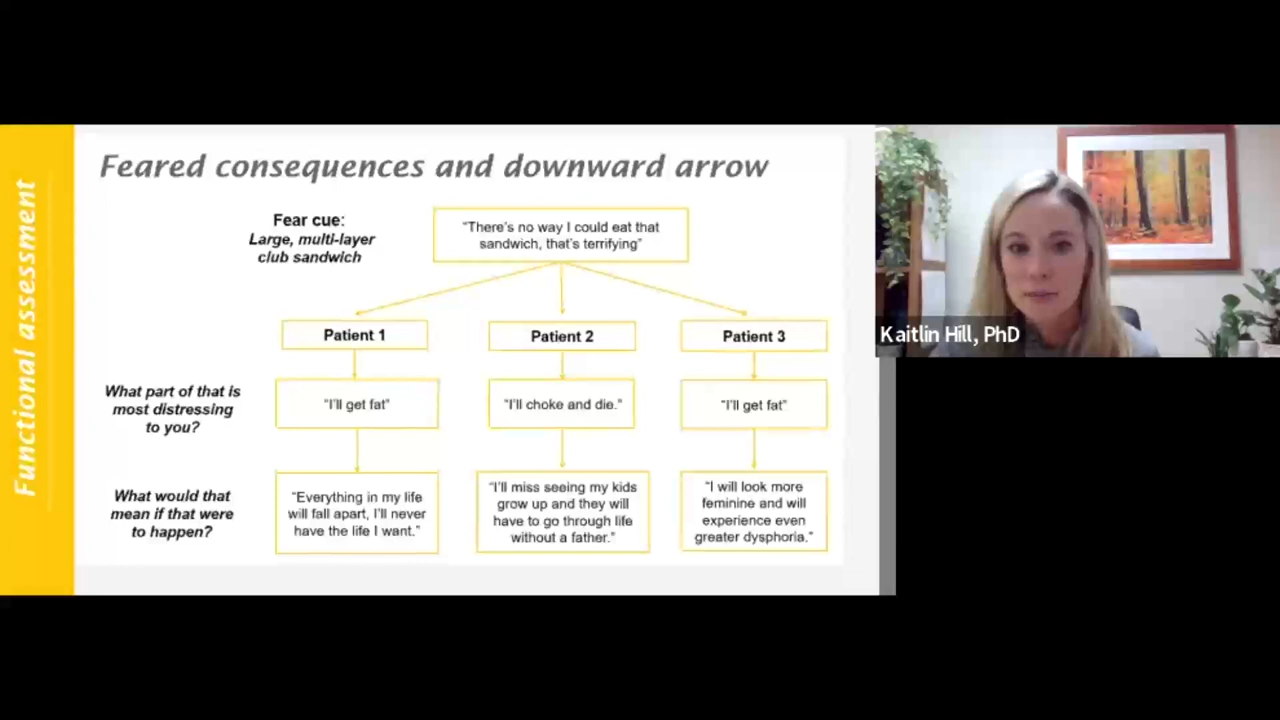 Functional assessment
Feared consequences and downward arrow
Fear cue:
Large, multi-layer
club sandwich
“There’s no way I could eat that
sandwich, that’s terrifying”
Patient 1
Patient 2
Patient 3
What part of that is
most distressing
to you?
“I’ll get fat”
“I’ll choke and die.”
“I’ll get fat”
What would that
mean if that were
to happen?
“Everything in my life
will fall apart, I’ll never
have the life I want.”
“I’ll miss seeing my kids
grow up and they will
have to go through life
without a father.”
“I will look more
feminine and will
experience even
greater dysphoria.”
Kaitlin Hill, PhD